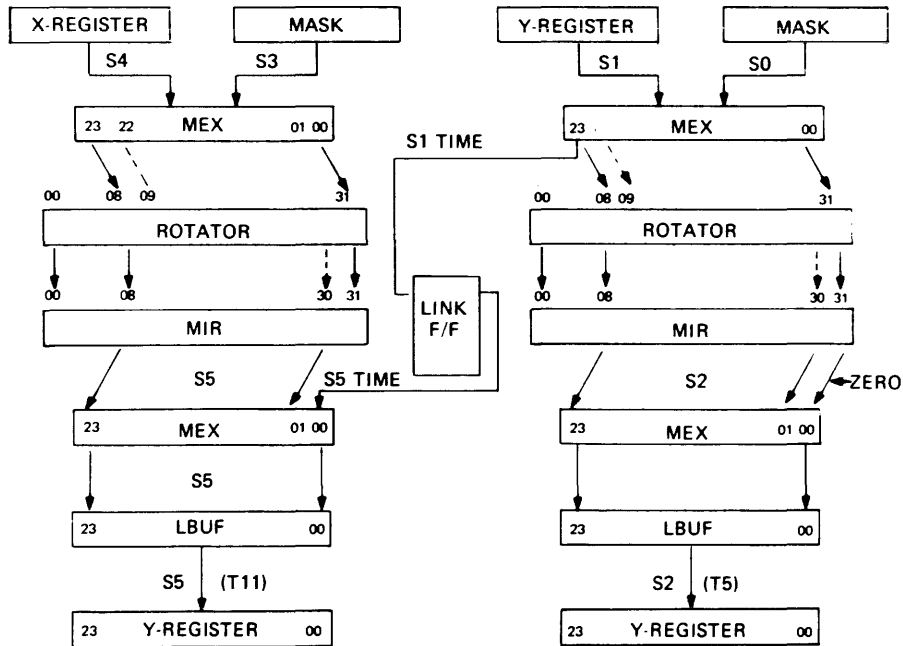 X-REGISTER MASK Y-REGISTER MASK
S4 S3 S1 S0
23 22 MEX 01 00
23 MEX 00
S1 TIME
00 08 09 31
00 08 09 31
ROTATOR
ROTATOR
00 08 30 31
00 08 30 31
LINK
F/F
MIR
MIR
S5 S5 TIME S2 ZERO
23 MEX 01 00
23 MEX 01 00
S5
23 LBUF 00
23 LBUF 00
S5 (T11)
S2 (T5)
23 Y-REGISTER 00
23 Y-REGISTER 00